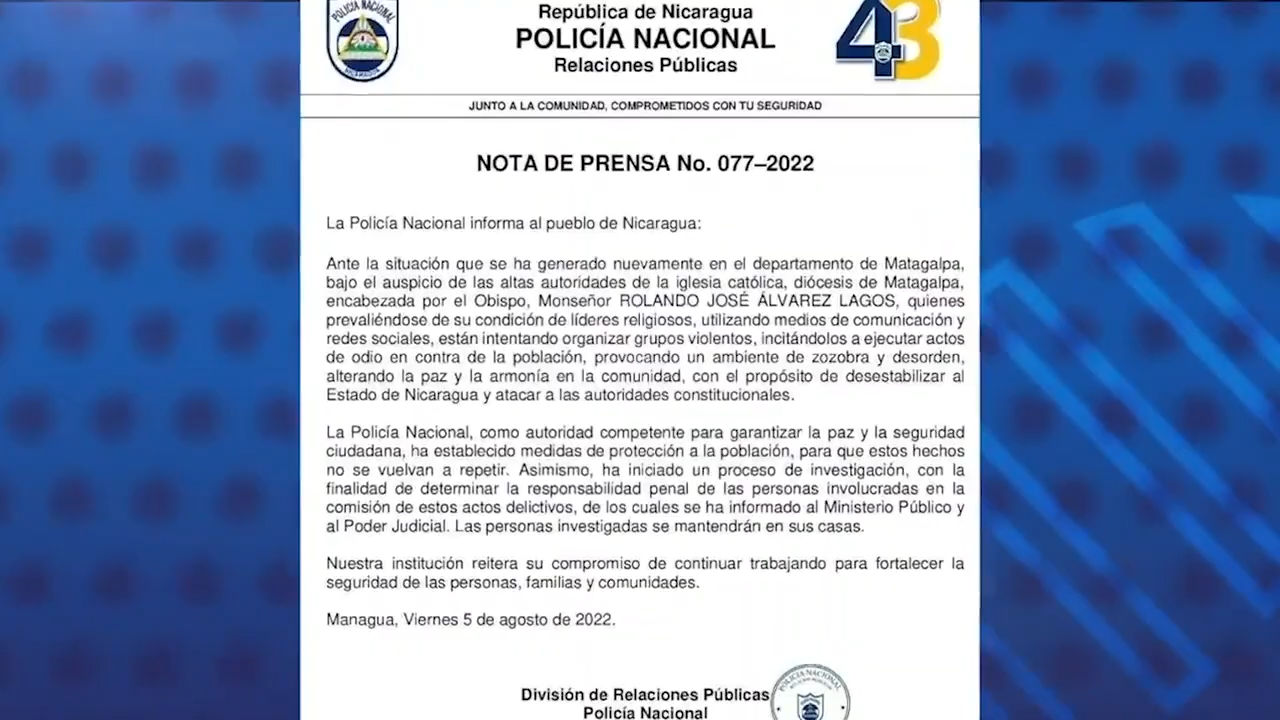 POLICÍA NACIONAL
NICARAGUA
República de Nicaragua
POLICÍA NACIONAL
Relaciones Públicas
43
JUNTO A LA COMUNIDAD, COMPROMETIDOS CON TU SEGURIDAD
NOTA DE PRENSA No. 077–2022
La Policía Nacional informa al pueblo de Nicaragua:
Ante la situación que se ha generado nuevamente en el departamento de Matagalpa,
bajo el auspicio de las altas autoridades de la iglesia católica, diócesis de Matagalpa,
encabezada por el Obispo, Monseñor ROLANDO JOSÉ ÁLVAREZ LAGOS, quienes
prevaliéndose de su condición de líderes religiosos, utilizando medios de comunicación y
redes sociales, están intentando organizar grupos violentos, incitándolos a ejecutar actos
de odio en contra de la población, provocando un ambiente de zozobra y desorden,
alterando la paz y la armonía en la comunidad, con el propósito de desestabilizar al
Estado de Nicaragua y atacar a las autoridades constitucionales.
La Policía Nacional, como autoridad competente para garantizar la paz y la seguridad
ciudadana, ha establecido medidas de protección a la población, para que estos hechos
no se vuelvan a repetir. Asimismo, ha iniciado un proceso de investigación, con la
finalidad de determinar la responsabilidad penal de las personas involucradas en la
comisión de estos actos delictivos, de los cuales se ha informado al Ministerio Público y
al Poder Judicial. Las personas investigadas se mantendrán en sus casas.
Nuestra institución reitera su compromiso de continuar trabajando para fortalecer la
seguridad de las personas, familias y comunidades.
Managua, Viernes 5 de agosto de 2022.
División de Relaciones Públicas
Policía Nacional
POLICÍA NACIONAL